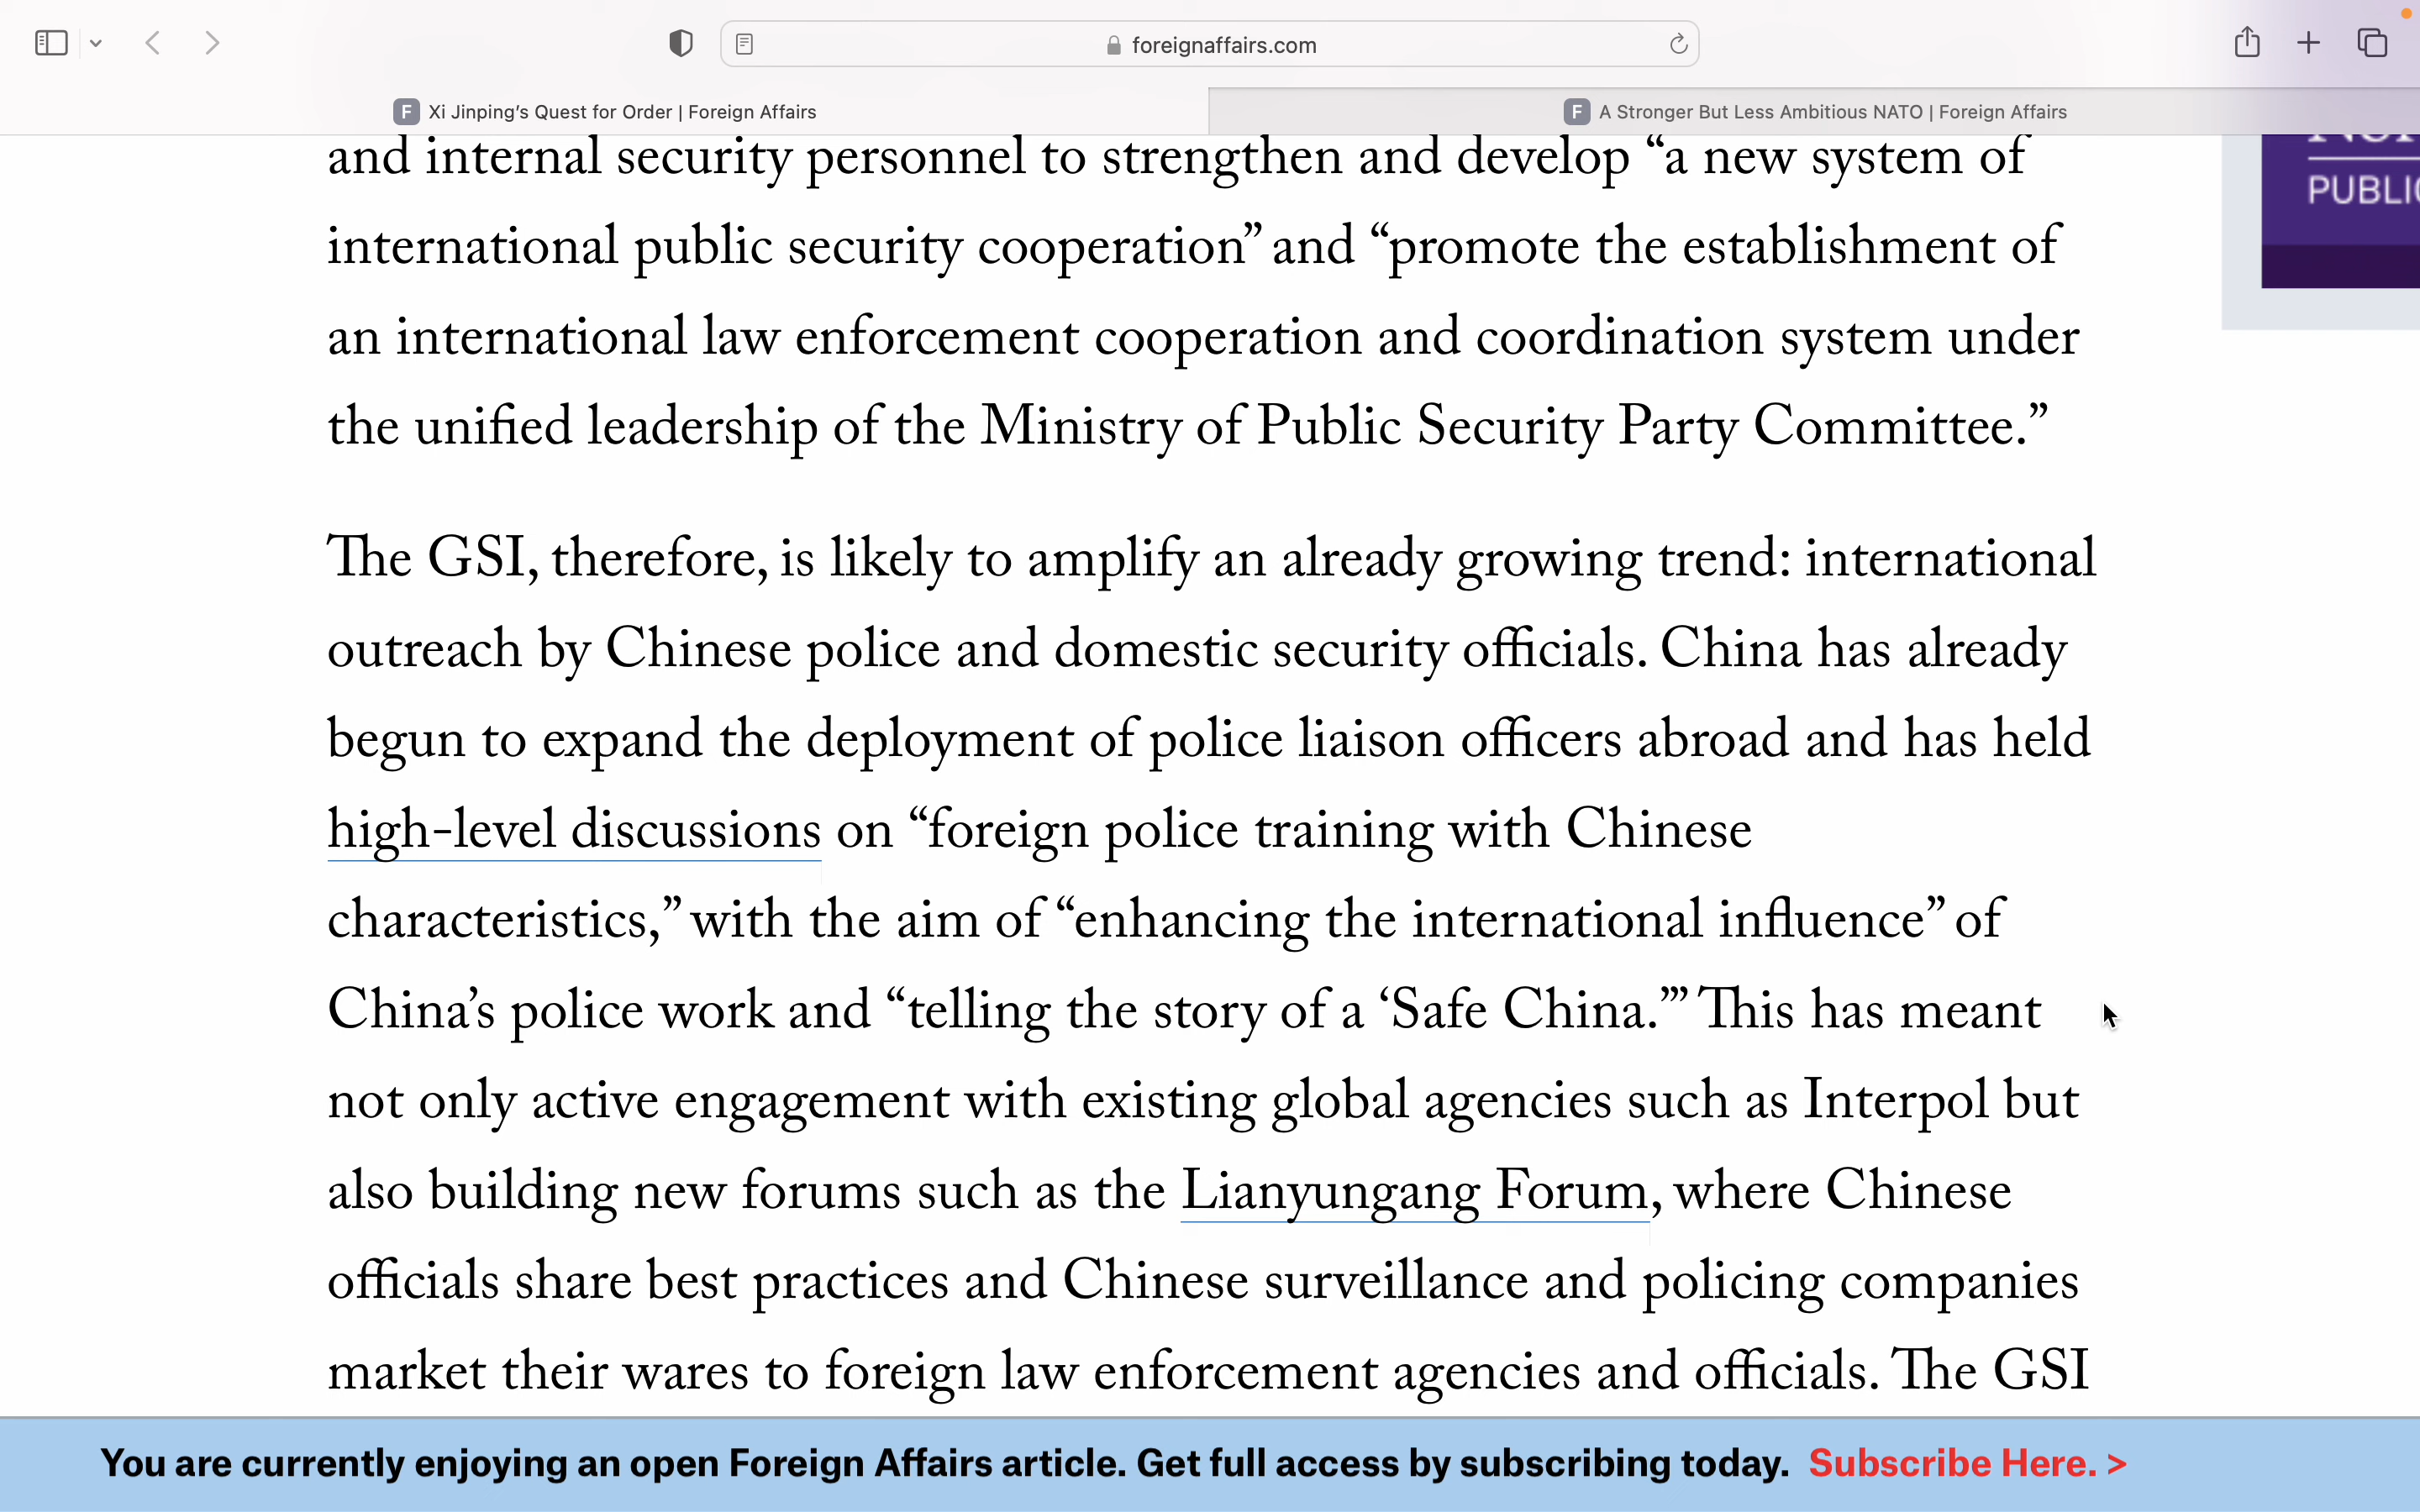 foreignaffairs.com
F Xi Jinping’s Quest for Order | Foreign Affairs
F A Stronger But Less Ambitious NATO | Foreign Affairs
and internal security personnel to strengthen and develop “a new system of
international public security cooperation” and “promote the establishment of
an international law enforcement cooperation and coordination system under
the unified leadership of the Ministry of Public Security Party Committee.”
The GSI, therefore, is likely to amplify an already growing trend: international
outreach by Chinese police and domestic security officials. China has already
begun to expand the deployment of police liaison officers abroad and has held
high-level discussions on “foreign police training with Chinese
characteristics,” with the aim of “enhancing the international influence” of
China’s police work and “telling the story of a ‘Safe China.’” This has meant
not only active engagement with existing global agencies such as Interpol but
also building new forums such as the Lianyungang Forum, where Chinese
officials share best practices and Chinese surveillance and policing companies
market their wares to foreign law enforcement agencies and officials. The GSI
You are currently enjoying an open Foreign Affairs article. Get full access by subscribing today. Subscribe Here. >